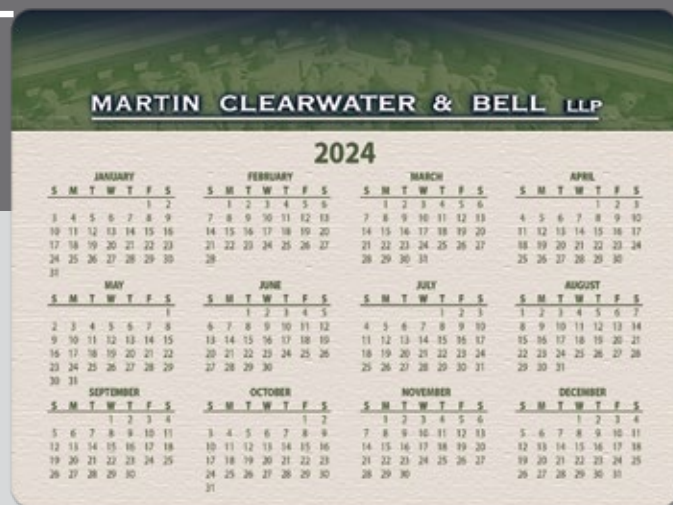 MARTIN CLEARWATER & BELL LLP
2024
JANUARY
S M T W T F S
1 2
3 4 5 6 7 8 9
10 11 12 13 14 15 16
17 18 19 20 21 22 23
24 25 26 27 28 29 30
31
FEBRUARY
S M T W T F S
1 2 3 4 5 6
7 8 9 10 11 12 13
14 15 16 17 18 19 20
21 22 23 24 25 26 27
28
MARCH
S M T W T F S
1 2 3 4 5 6
7 8 9 10 11 12 13
14 15 16 17 18 19 20
21 22 23 24 25 26 27
28 29 30 31
APRIL
S M T W T F S
1 2 3
4 5 6 7 8 9 10
11 12 13 14 15 16 17
18 19 20 21 22 23 24
25 26 27 28 29 30
MAY
S M T W T F S
1
2 3 4 5 6 7 8
9 10 11 12 13 14 15
16 17 18 19 20 21 22
23 24 25 26 27 28 29
30 31
JUNE
S M T W T F S
1 2 3 4 5
6 7 8 9 10 11 12
13 14 15 16 17 18 19
20 21 22 23 24 25 26
27 28 29 30
JULY
S M T W T F S
1 2 3
4 5 6 7 8 9 10
11 12 13 14 15 16 17
18 19 20 21 22 23 24
25 26 27 28 29 30 31
AUGUST
S M T W T F S
1 2 3 4 5 6 7
8 9 10 11 12 13 14
15 16 17 18 19 20 21
22 23 24 25 26 27 28
29 30 31
SEPTEMBER
S M T W T F S
1 2 3 4
5 6 7 8 9 10 11
12 13 14 15 16 17 18
19 20 21 22 23 24 25
26 27 28 29 30
OCTOBER
S M T W T F S
1 2
3 4 5 6 7 8 9
10 11 12 13 14 15 16
17 18 19 20 21 22 23
24 25 26 27 28 29 30
31
NOVEMBER
S M T W T F S
1 2 3 4 5 6
7 8 9 10 11 12 13
14 15 16 17 18 19 20
21 22 23 24 25 26 27
28 29 30
DECEMBER
S M T W T F S
1 2 3 4
5 6 7 8 9 10 11
12 13 14 15 16 17 18
19 20 21 22 23 24 25
26 27 28 29 30 31